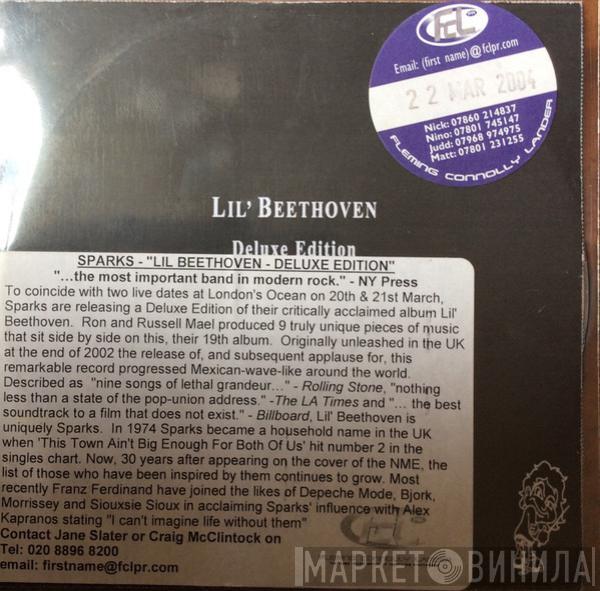 FCL
Email: (first name)@fclpr.com
22 MAR 2004
Nick: 07860 214837
Nino: 07801 745147
Judd: 07968 974975
Matt: 07801 231255
FLEMING CONNOLLY LANDER
LIL' BEETHOVEN
Deluxe Edition
SPARKS - "LIL BEETHOVEN - DELUXE EDITION"
"...the most important band in modern rock." - NY Press
To coincide with two live dates at London's Ocean on 20th & 21st March,
Sparks are releasing a Deluxe Edition of their critically acclaimed album Lil'
Beethoven. Ron and Russell Mael produced 9 truly unique pieces of music
that sit side by side on this, their 19th album. Originally unleashed in the UK
at the end of 2002 the release of, and subsequent applause for, this
remarkable record progressed Mexican-wave-like around the world.
Described as "nine songs of lethal grandeur..." - Rolling Stone, "nothing
less than a state of the pop-union address." -The LA Times and "... the best
soundtrack to a film that does not exist." - Billboard, Lil' Beethoven is
uniquely Sparks. In 1974 Sparks became a household name in the UK
when 'This Town Ain't Big Enough For Both Of Us' hit number 2 in the
singles chart. Now, 30 years after appearing on the cover of the NME, the
list of those who have been inspired by them continues to grow. Most
recently Franz Ferdinand have joined the likes of Depeche Mode, Bjork,
Morrissey and Siouxsie Sioux in acclaiming Sparks' influence with Alex
Kapranos stating "I can't imagine life without them"
Contact Jane Slater or Craig McClintock on
Tel: 020 8896 8200
email: firstname@fclpr.com
FCL
МАРКЕТ ВИНИЛА